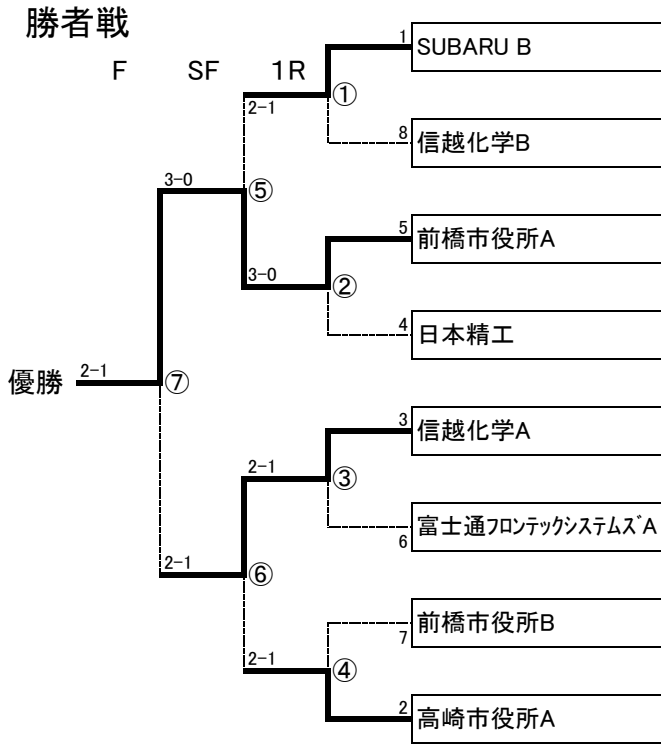 勝者戦
F SF 1R
1 SUBARU B
2-1 ①
8 信越化学B
3-0 ⑤
5 前橋市役所A
3-0 ②
4 日本精工
優勝 2-1 ⑦
3 信越化学A
2-1 ③
富士通フロンテックシステムズA
6
2-1 ⑥
前橋市役所B
7
2-1 ④
2 高崎市役所A